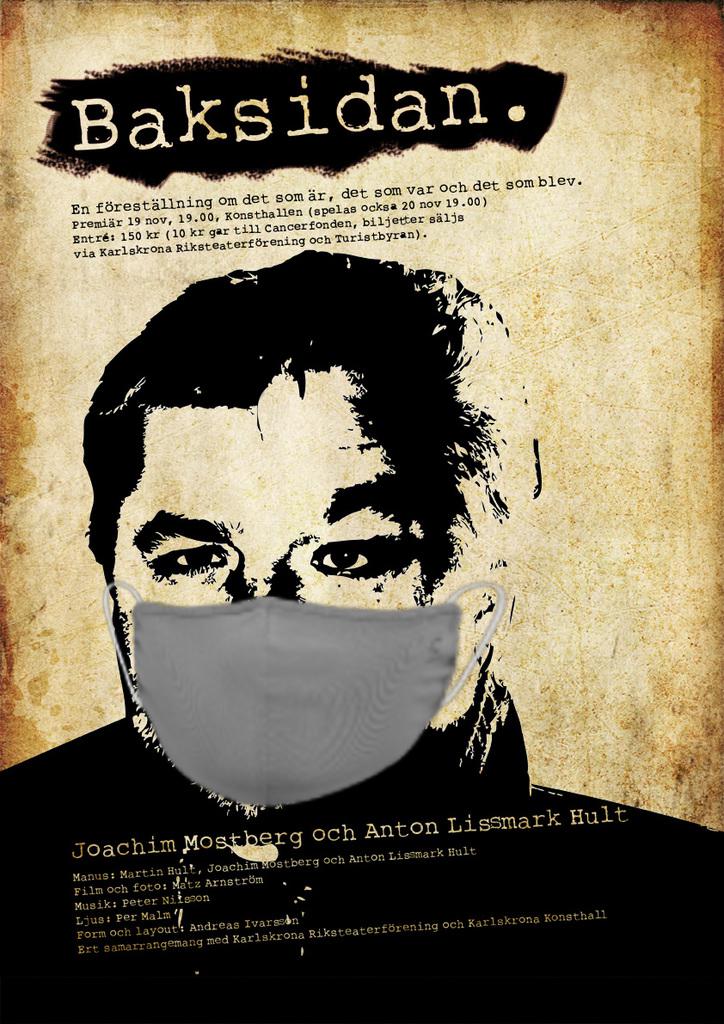 Baksidan.
En föreställning om det som är, det som var och det som blev.
Premiär 19 nov, 19.00, Konsthallen (spelas ocksa 20 nov 19.00)
Entré: 150 kr (10 kr gar till Cancerfonden, biljetter säljs
via Karlskrona Riksteaterförening och Turistbyran).
Joachim Mostberg och Anton Lissmark Hult
Manus: Martin Hult, Joachim Mostberg och Anton Lissmark Hult
Film och foto: Matz Arnström
Musik: Peter Nilsson
Ljus: Per Malm
Form och layout: Andreas Ivarsson
Ert samarrangemang med Karlskrona Riksteaterförening och Karlskrona Konsthall